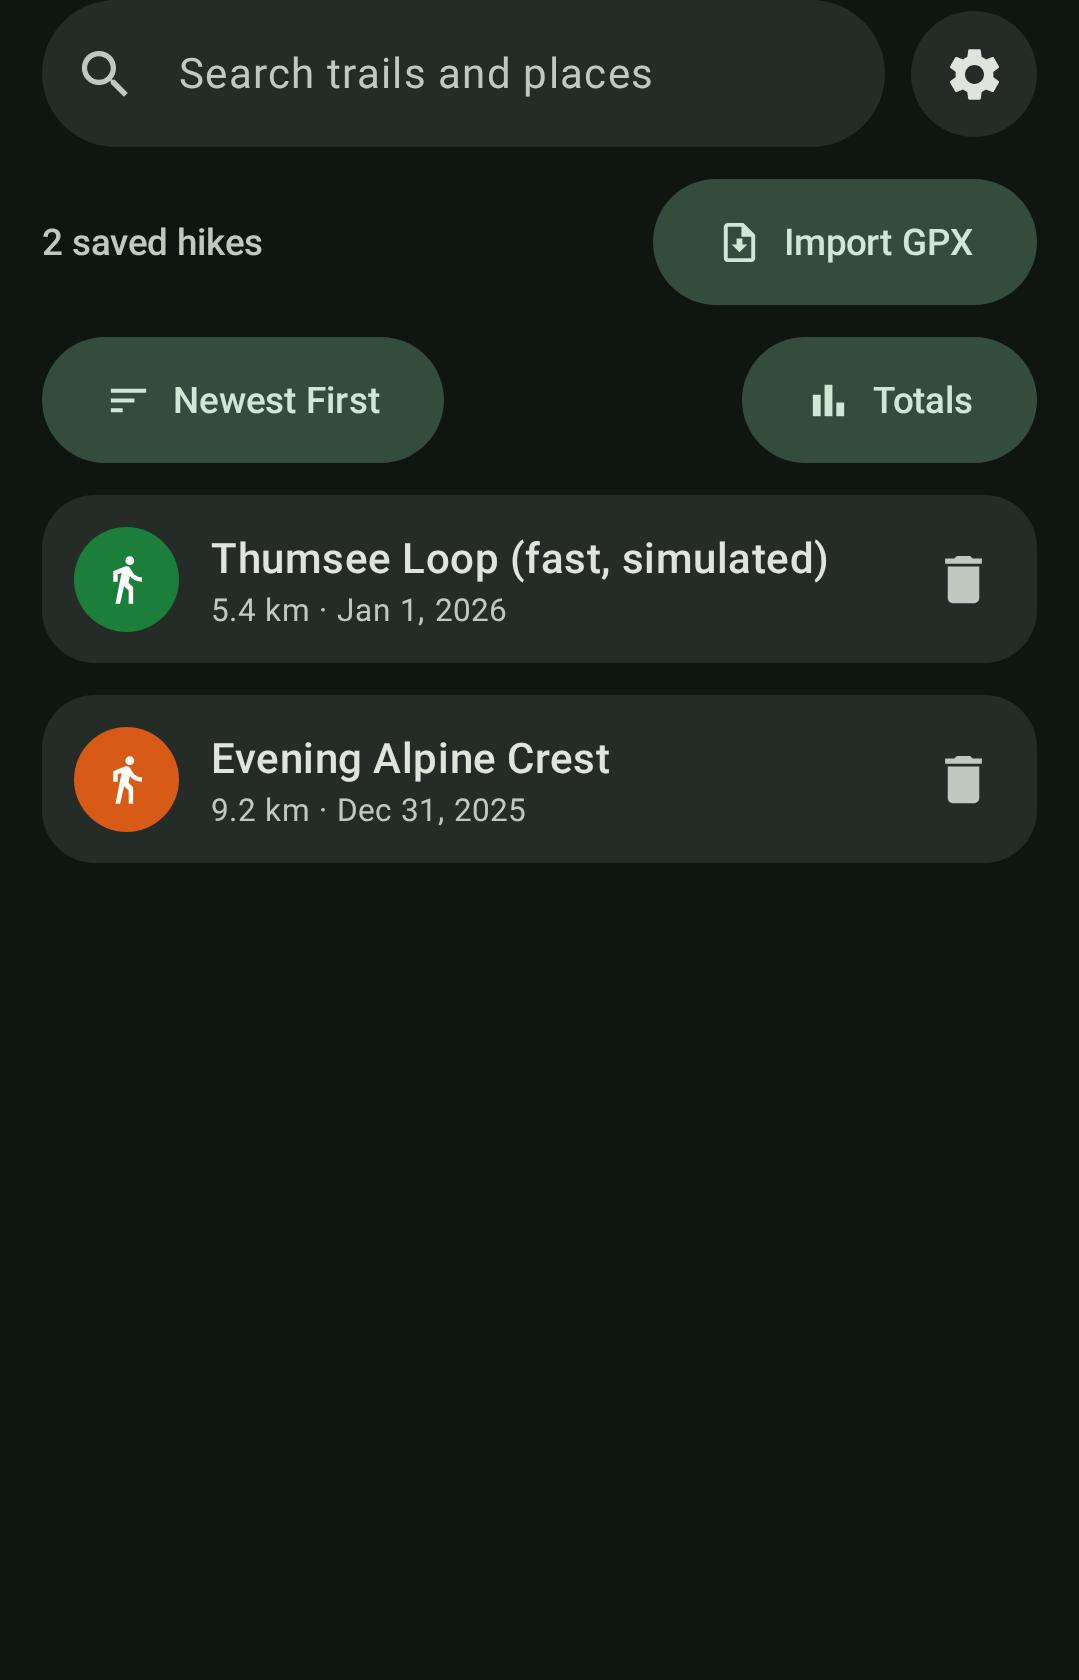 Search trails and places
2 saved hikes
Import GPX
Newest First
Totals
Thumsee Loop (fast, simulated)
5.4 km · Jan 1, 2026
Evening Alpine Crest
9.2 km · Dec 31, 2025